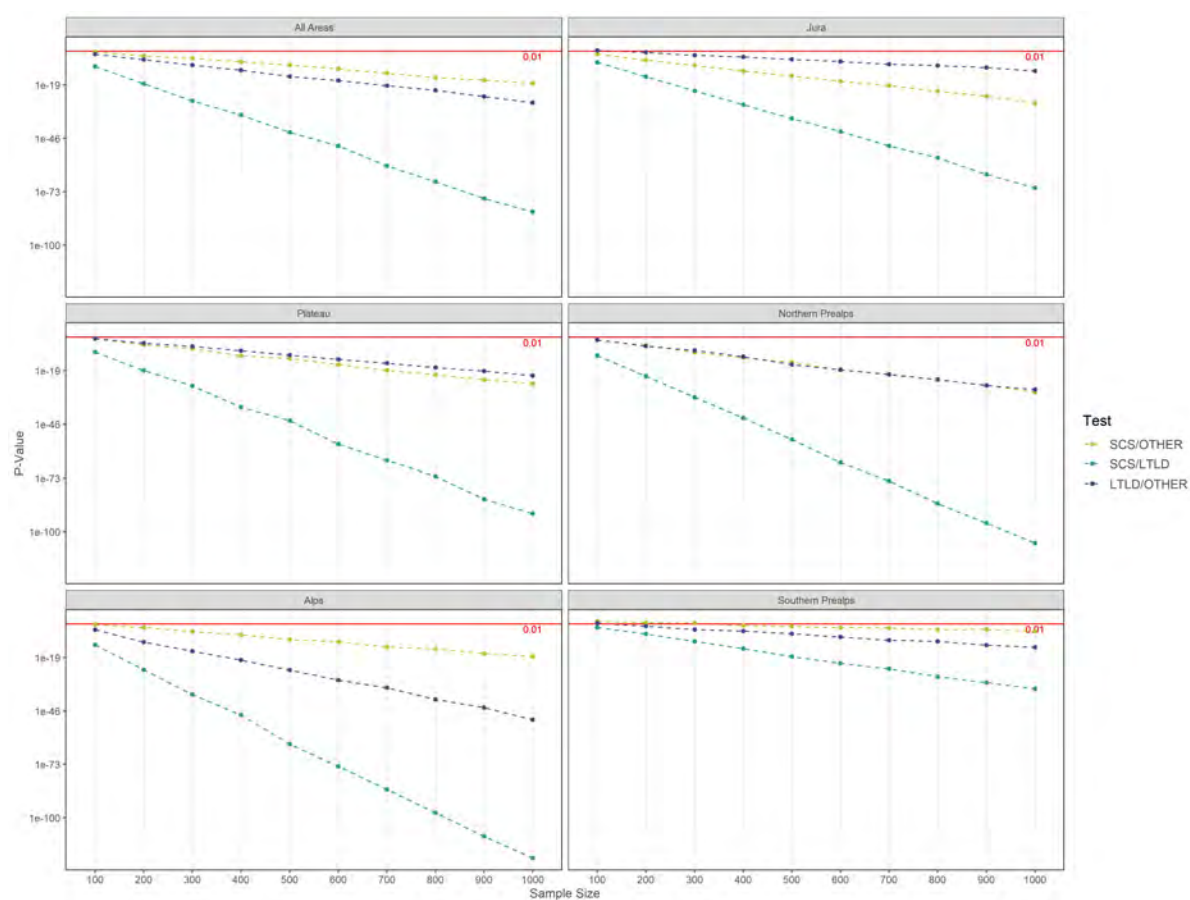 All Areas
Jura
0.01
0.01
1e-19
1e-46
1e-73
1e-100
Plateau
Northern Prealps
0.01
0.01
1e-19
1e-46
1e-73
1e-100
P-Value
Test
SCS/OTHER
SCS/LTLD
LTLD/OTHER
Alps
Southern Prealps
0.01
0.01
1e-19
1e-46
1e-73
1e-100
100 200 300 400 500 600 700 800 900 1000
100 200 300 400 500 600 700 800 900 1000
Sample Size